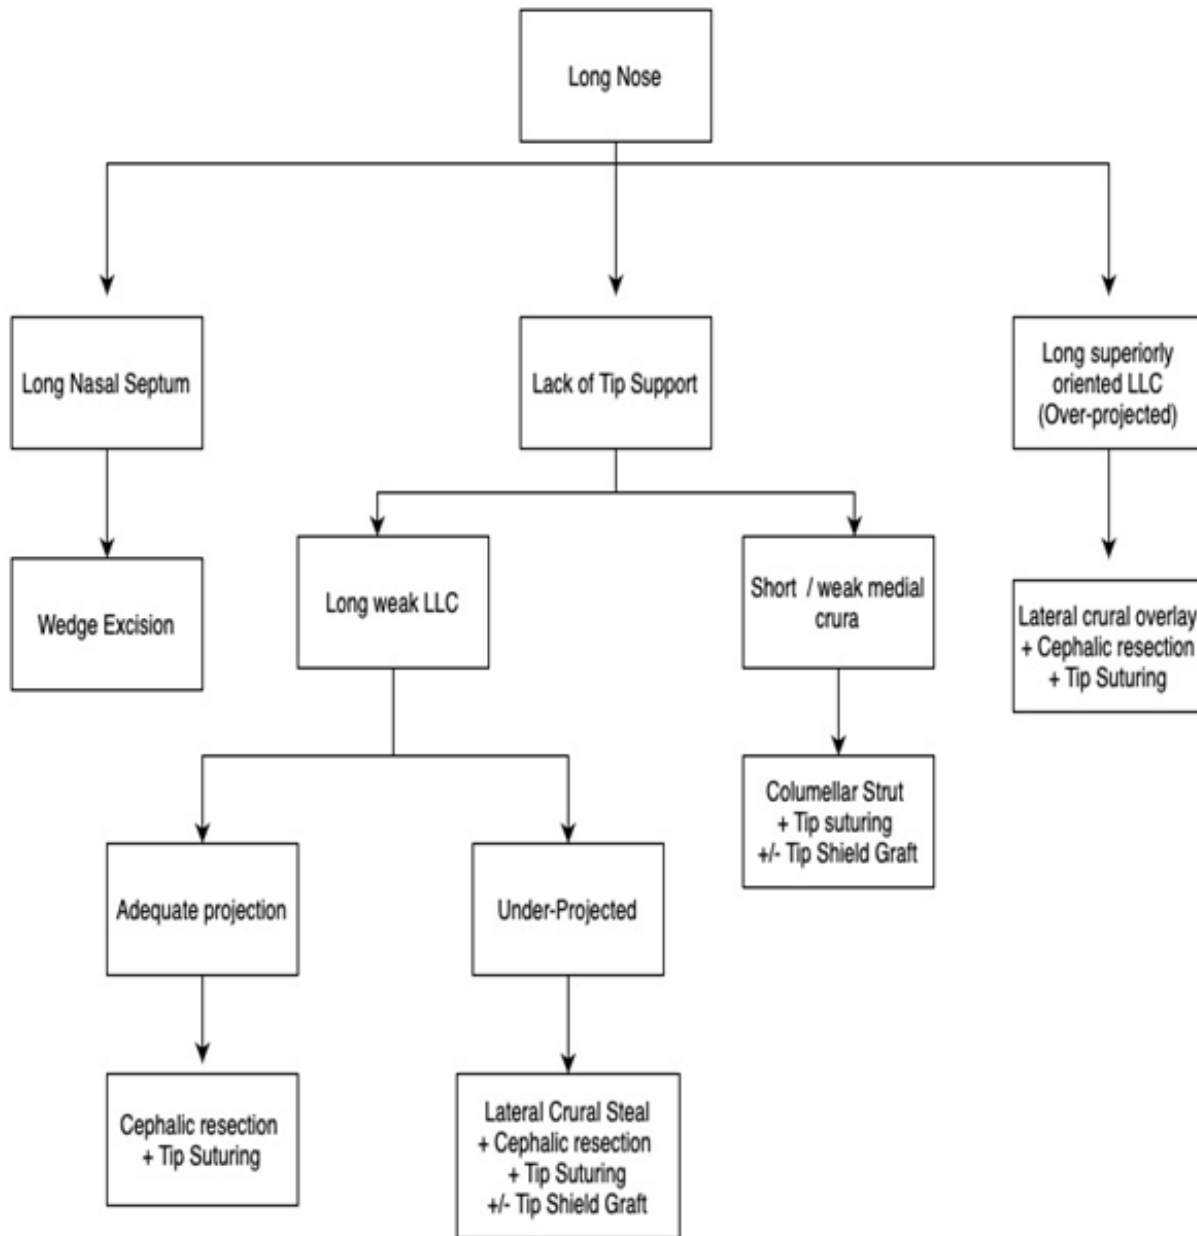 Long Nose
Long Nasal Septum
Lack of Tip Support
Long superiorly
oriented LLC
(Over-projected)
Wedge Excision
Long weak LLC
Short / weak medial
crura
Lateral crural overlay
+ Cephalic resection
+ Tip Suturing
Columellar Strut
+ Tip suturing
+/- Tip Shield Graft
Adequate projection
Under-Projected
Cephalic resection
+ Tip Suturing
Lateral Crural Steal
+ Cephalic resection
+ Tip Suturing
+/- Tip Shield Graft